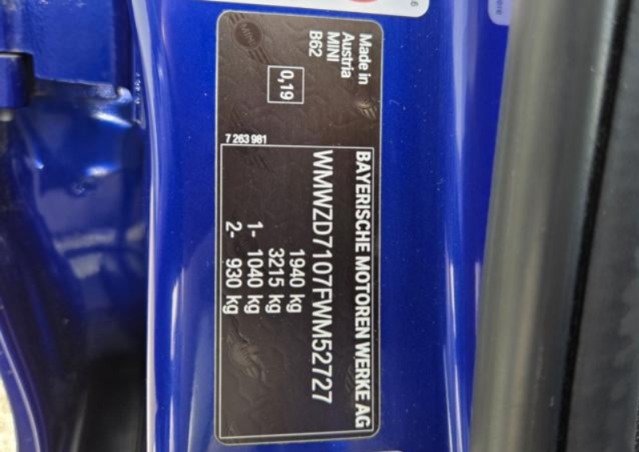 Made in
Austria
MINI
B62
0,19
7 263 981
BAYERISCHE MOTOREN WERKE AG
WMWZD7107FWM52727
1940 kg
3215 kg
1- 1040 kg
2- 930 kg